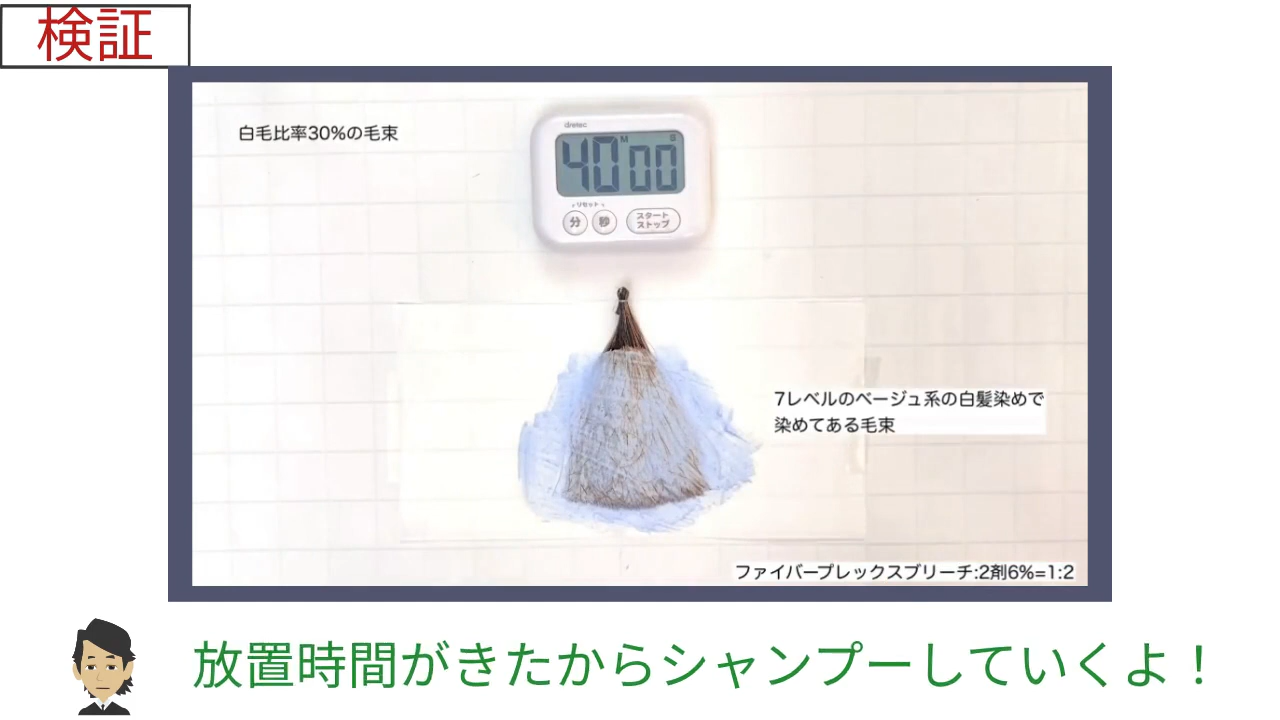 検証
白毛比率30%の毛束
dretec
40 M 00 S
リセット
分 秒 スタート
ストップ
7レベルのベージュ系の白髪染めで
染めてある毛束
ファイバープレックスブリーチ:2剤6%=1:2
放置時間がきたからシャンプーしていくよ！